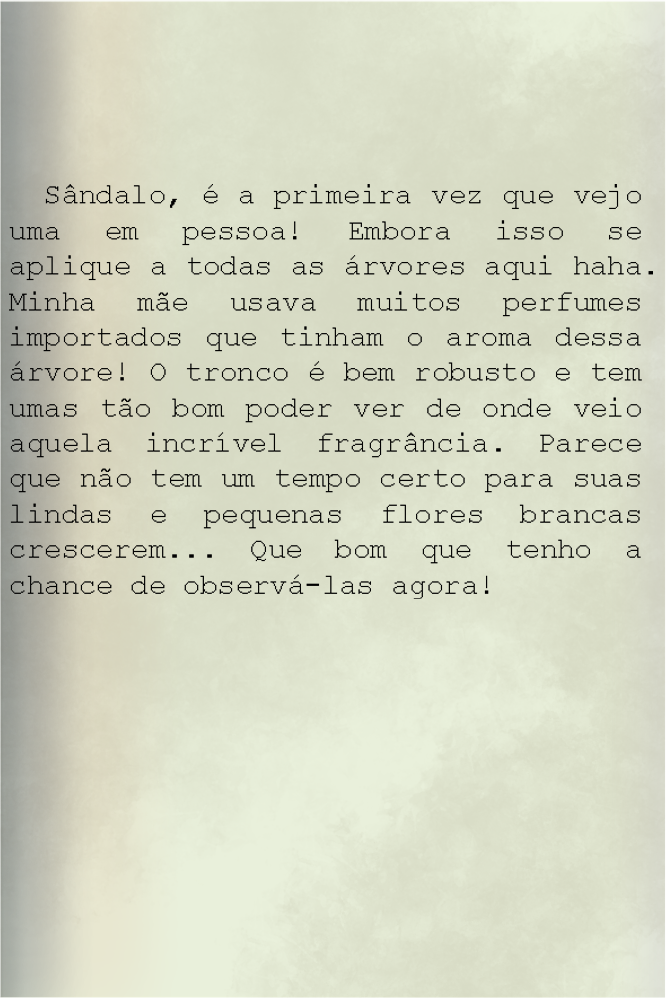 Sândalo, é a primeira vez que vejo
uma em pessoa! Embora isso se
aplique a todas as árvores aqui haha.
Minha mãe usava muitos perfumes
importados que tinham o aroma dessa
árvore! O tronco é bem robusto e tem
umas tão bom poder ver de onde veio
aquela incrível fragrância. Parece
que não tem um tempo certo para suas
lindas e pequenas flores brancas
crescerem... Que bom que tenho a
chance de observá-las agora!